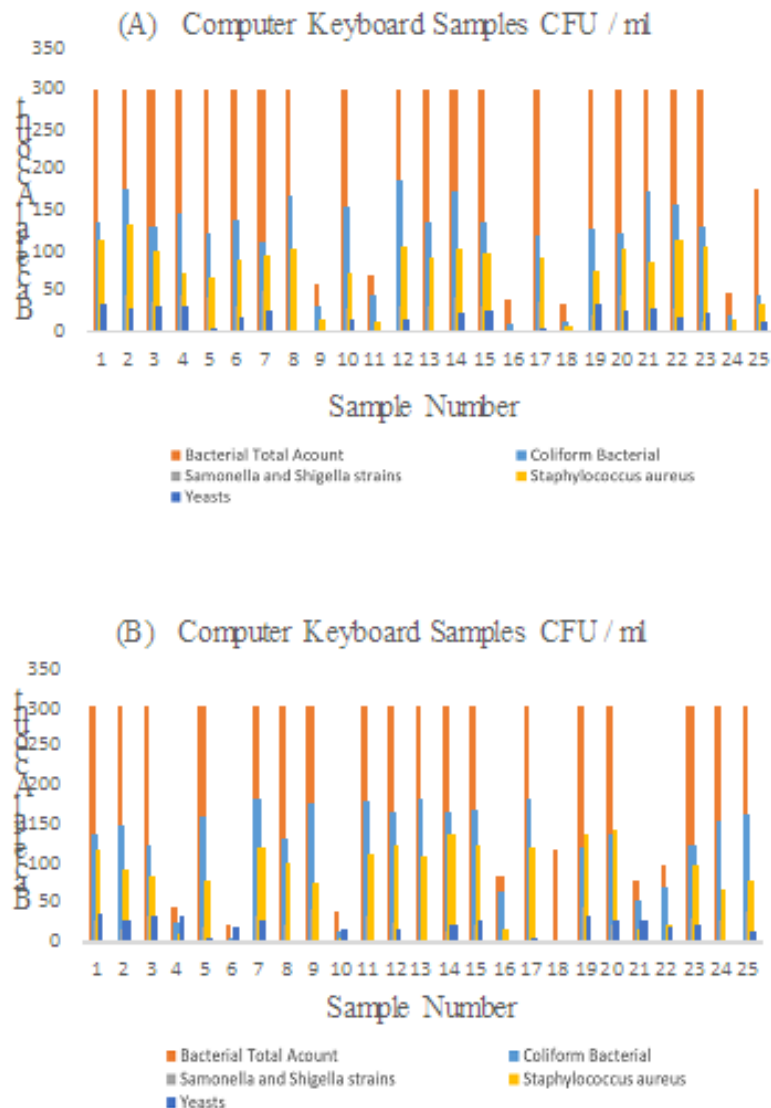 (A) Computer Keyboard Samples CFU / ml
350
300
250
200
150
100
50
0
1 2 3 4 5 6 7 8 9 10 11 12 13 14 15 16 17 18 19 20 21 22 23 24 25
Sample Number
Bacterial Total Acount
Coliform Bacterial
Samonella and Shigella strains
Staphylococcus aureus
Yeasts
(B) Computer Keyboard Samples CFU / ml
350
300
250
200
150
100
50
0
1 2 3 4 5 6 7 8 9 10 11 12 13 14 15 16 17 18 19 20 21 22 23 24 25
Sample Number
Bacterial Total Acount
Coliform Bacterial
Samonella and Shigella strains
Staphylococcus aureus
Yeasts